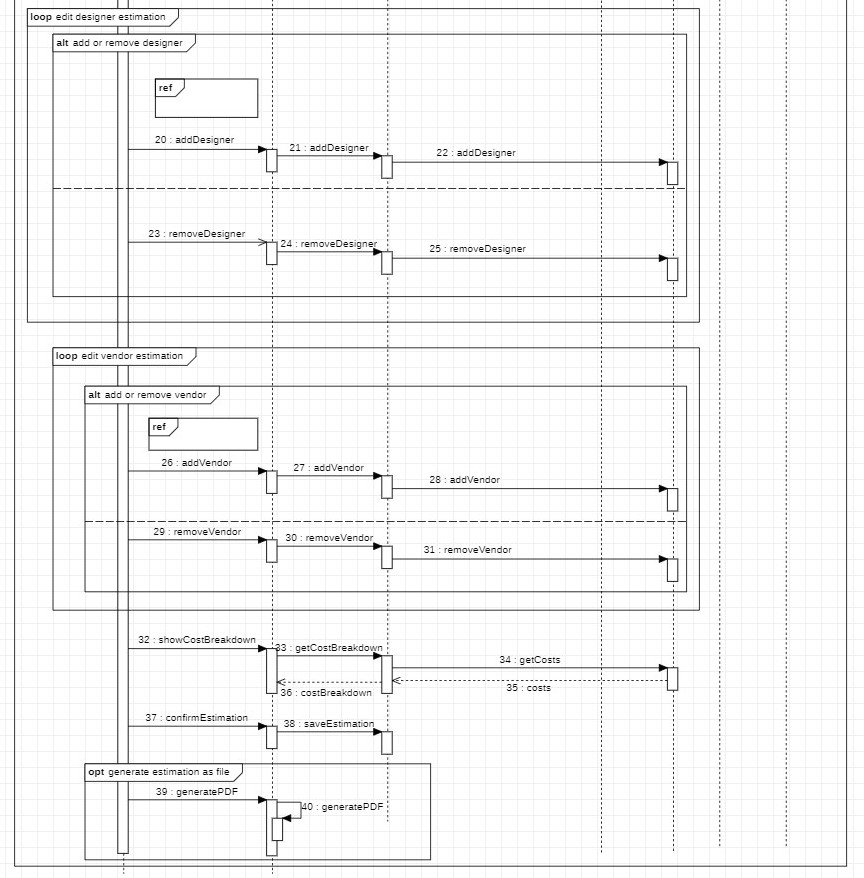 loop edit designer estimation
alt add or remove designer
ref
20 : addDesigner
21 : addDesigner
22 : addDesigner
23 : removeDesigner
24 : removeDesigner
25 : removeDesigner
loop edit vendor estimation
alt add or remove vendor
ref
26 : addVendor
27 : addVendor
28 : addVendor
29 : removeVendor
30 : removeVendor
31 : removeVendor
32 : showCostBreakdown
33 : getCostBreakdown
34 : getCosts
35 : costs
36 : costBreakdown
37 : confirmEstimation
38 : saveEstimation
opt generate estimation as file
39 : generatePDF
40 : generatePDF